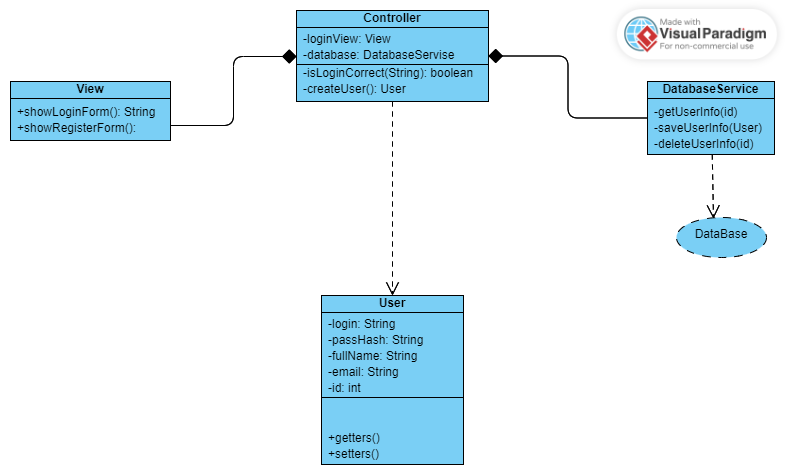 Controller
-loginView: View
-database: DatabaseServise
-isLoginCorrect(String): boolean
-createUser(): User
Made with
VisualParadigm
For non-commercial use
View
+showLoginForm(): String
+showRegisterForm():
DatabaseService
-getUserInfo(id)
-saveUserInfo(User)
-deleteUserInfo(id)
DataBase
User
-login: String
-passHash: String
-fullName: String
-email: String
-id: int
+getters()
+setters()